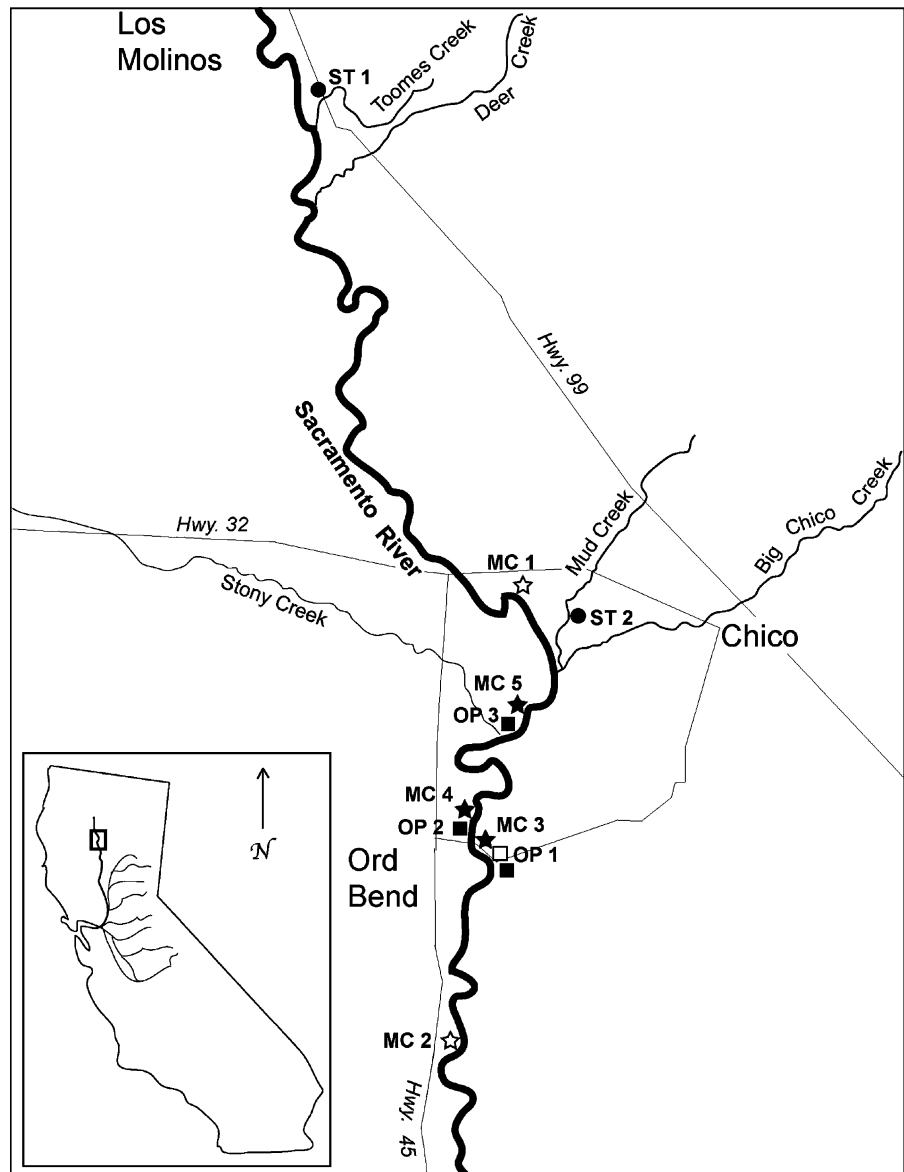 Los
Molinos
ST 1
Toomes Creek
Deer
Creek
Hwy. 99
Sacramento River
Hwy. 32
MC 1
Mud Creek
Big Chico Creek
Stony Creek
ST 2
Chico
MC 5
OP 3
MC 4
MC 3
OP 2
OP 1
Ord
Bend
N
MC 2
Hwy. 45